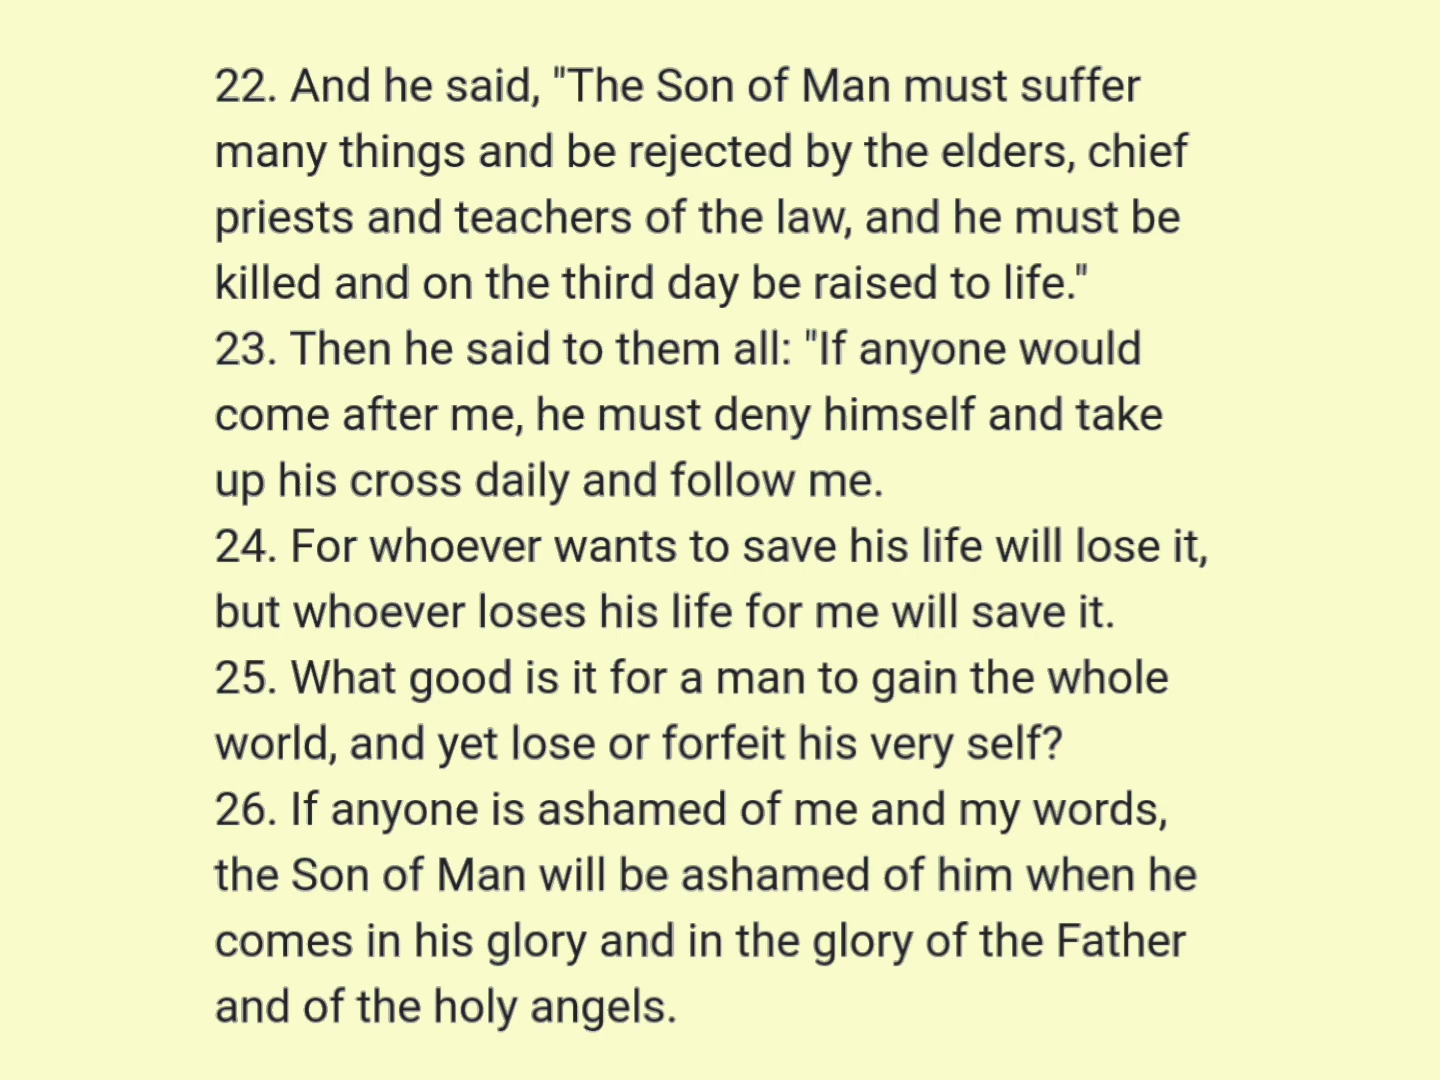 22. And he said, "The Son of Man must suffer
many things and be rejected by the elders, chief
priests and teachers of the law, and he must be
killed and on the third day be raised to life."
23. Then he said to them all: "If anyone would
come after me, he must deny himself and take
up his cross daily and follow me.
24. For whoever wants to save his life will lose it,
but whoever loses his life for me will save it.
25. What good is it for a man to gain the whole
world, and yet lose or forfeit his very self?
26. If anyone is ashamed of me and my words,
the Son of Man will be ashamed of him when he
comes in his glory and in the glory of the Father
and of the holy angels.